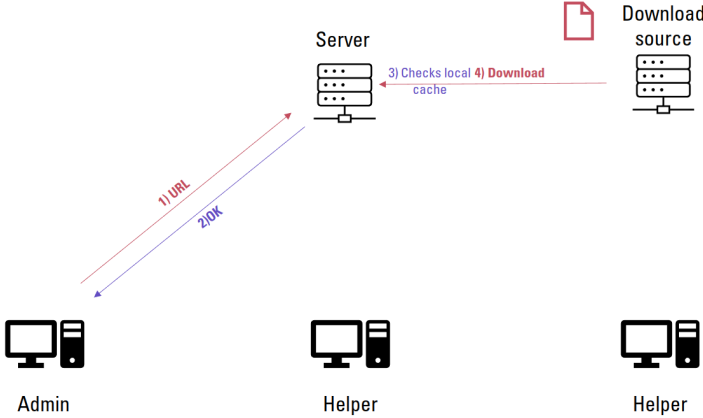 Download
source
Server
3) Checks local 4) Download
cache
1) URL
2)OK
Admin
Helper
Helper